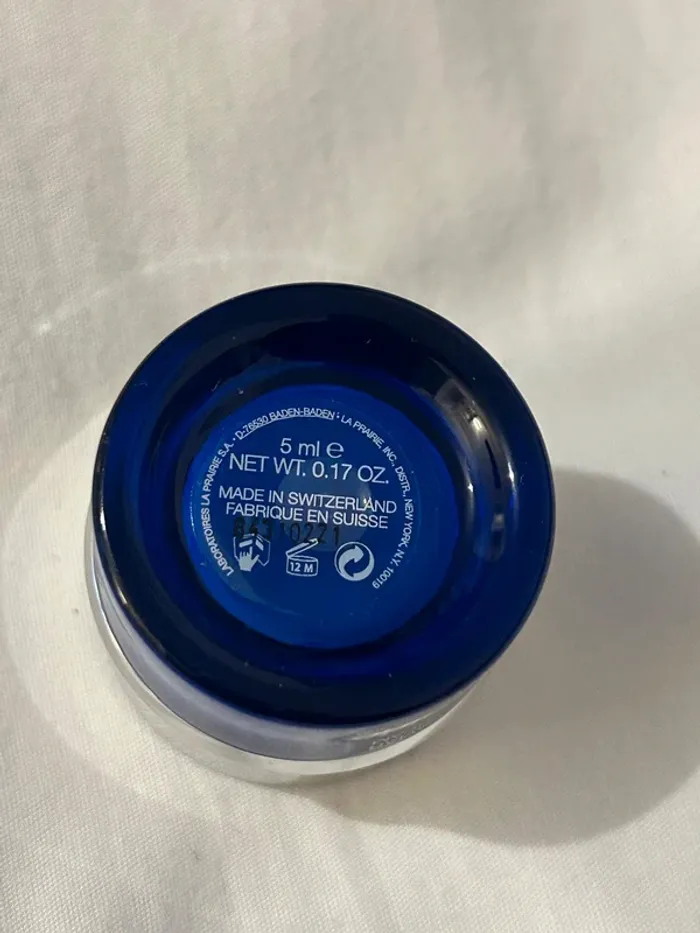 LABORATOIRES LA PRAIRIE S.A. • D-76530 BADEN-BADEN • LA PRAIRIE, INC., DISTR., NEW YORK, N.Y. 10019
5 ml e
NET WT. 0.17 OZ.
MADE IN SWITZERLAND
FABRIQUE EN SUISSE
0221
12 M